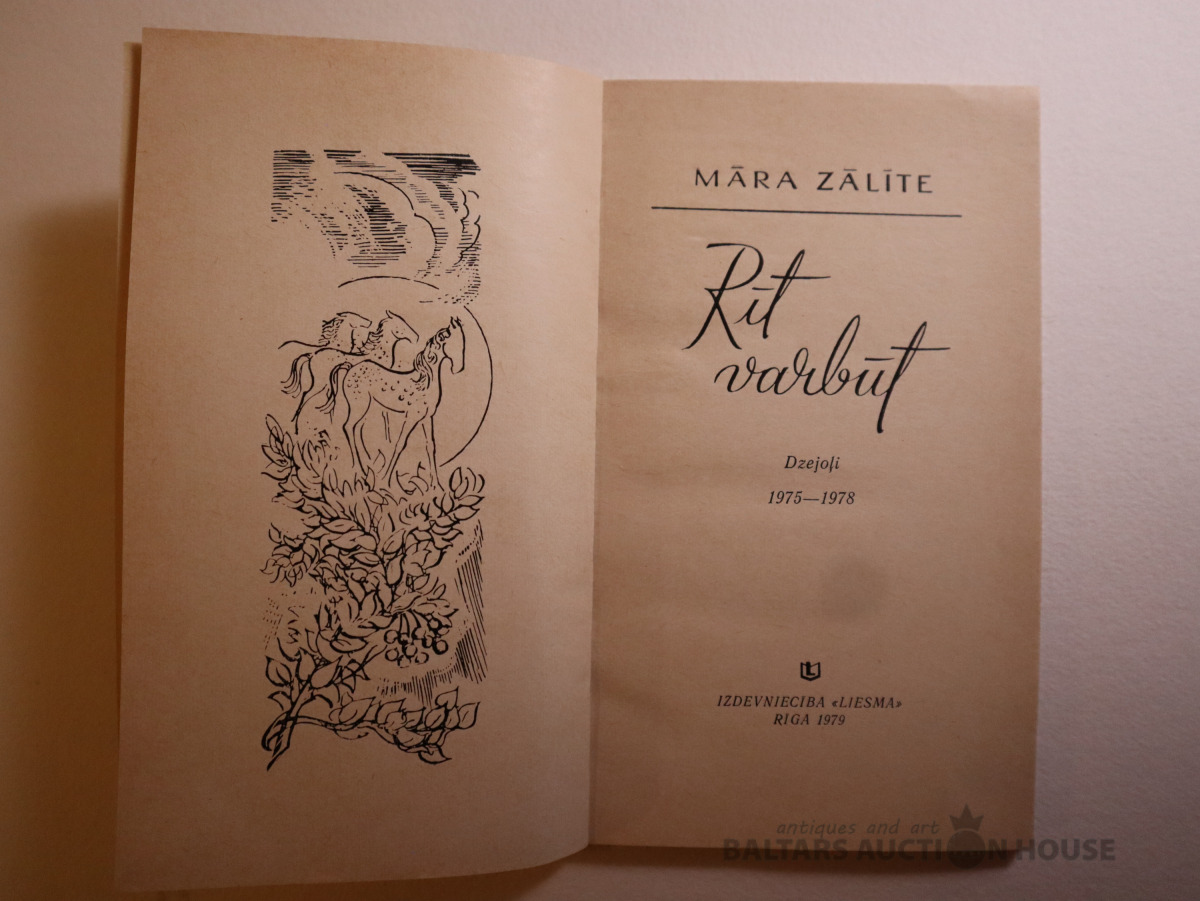 MĀRA ZĀLĪTE
Rīt
varbūt
Dzejoļi
1975—1978
IZDEVNIECĪBA «LIESMA»
RĪGA 1979
antiques and art
BALTARS AUCTION HOUSE